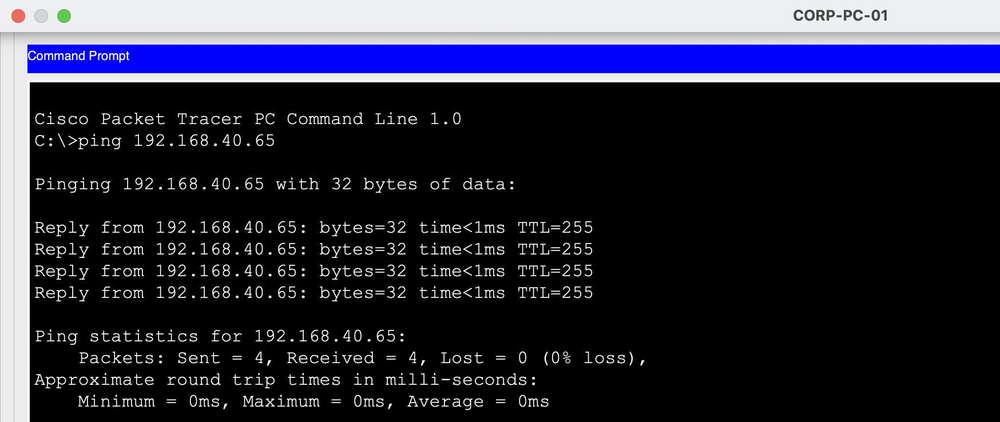 CORP-PC-01
Command Prompt
Cisco Packet Tracer PC Command Line 1.0
C:\>ping 192.168.40.65
Pinging 192.168.40.65 with 32 bytes of data:
Reply from 192.168.40.65: bytes=32 time<1ms TTL=255
Reply from 192.168.40.65: bytes=32 time<1ms TTL=255
Reply from 192.168.40.65: bytes=32 time<1ms TTL=255
Reply from 192.168.40.65: bytes=32 time<1ms TTL=255
Ping statistics for 192.168.40.65:
Packets: Sent = 4, Received = 4, Lost = 0 (0% loss),
Approximate round trip times in milli-seconds:
Minimum = 0ms, Maximum = 0ms, Average = 0ms